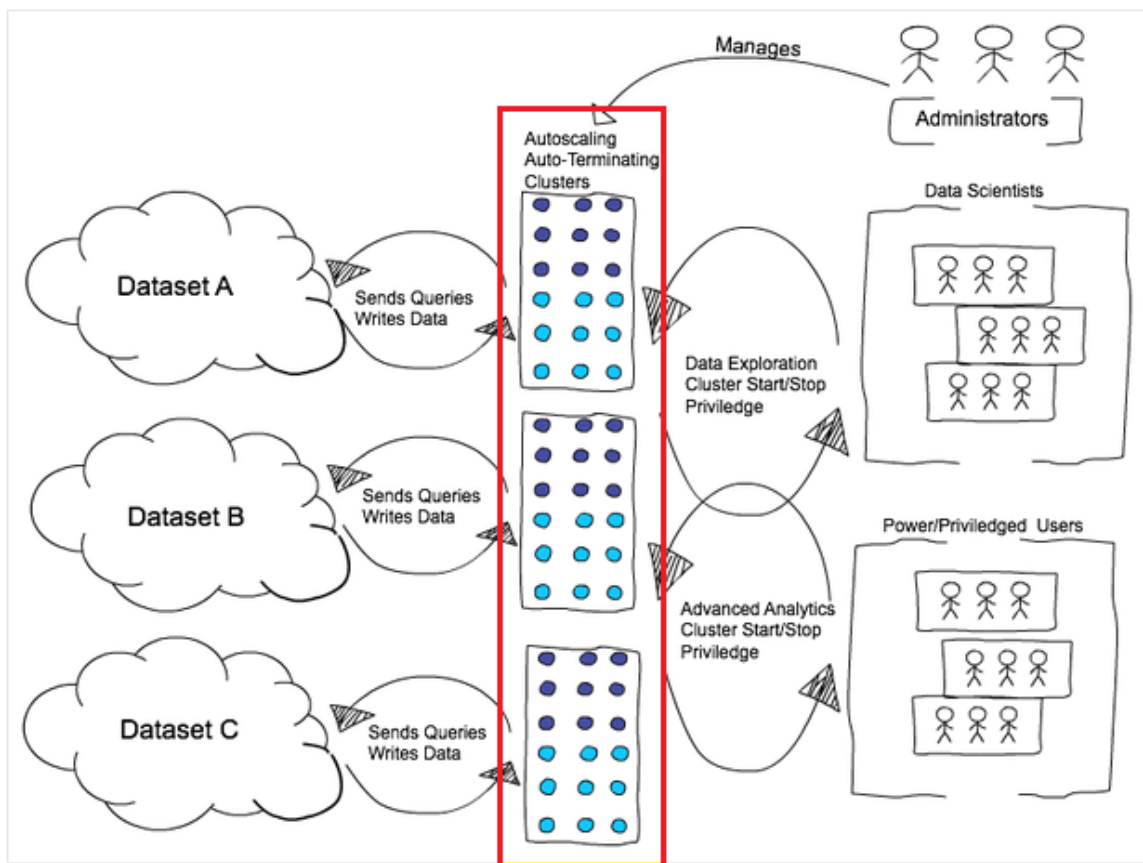 Manages
Administrators
Autoscaling
Auto-Terminating
Clusters
Data Scientists
Dataset A
Sends Queries
Writes Data
Data Exploration
Cluster Start/Stop
Priviledge
Dataset B
Sends Queries
Writes Data
Power/Priviledged Users
Advanced Analytics
Cluster Start/Stop
Priviledge
Dataset C
Sends Queries
Writes Data